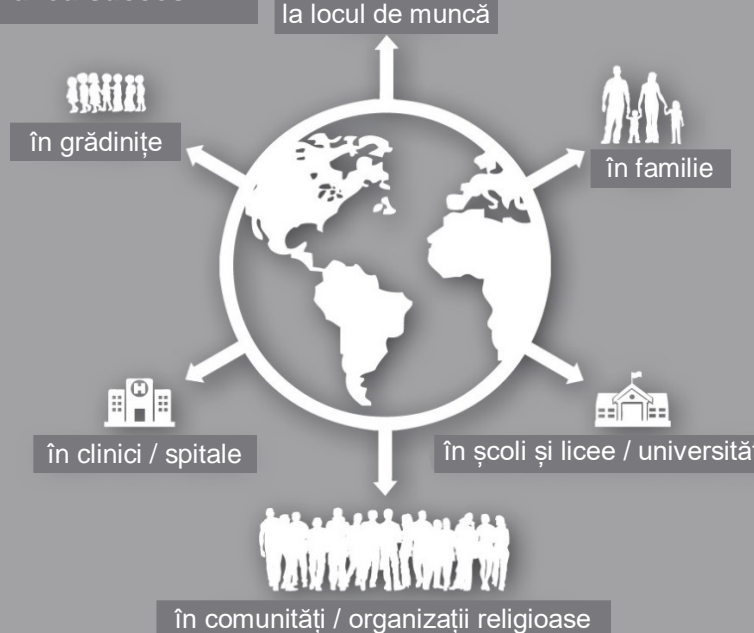 la locul de muncă
în grădinițe
în familie
în clinici / spitale
în școli și licee /
în comunități / organizații religioase